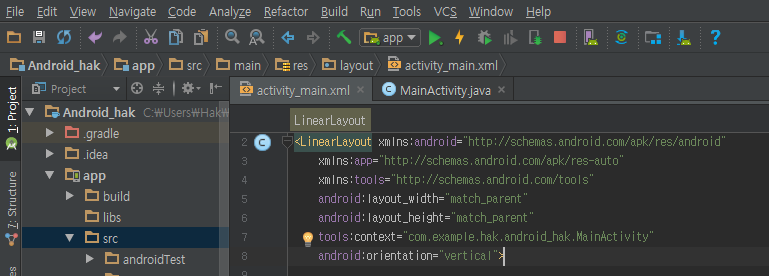 File Edit View Navigate Code Analyze Refactor Build Run Tools VCS Window Help
app
Android_hak app src main res layout activity_main.xml
Project activity_main.xml MainActivity.java
1: Project
7: Structure
Android_hak C:\Users\Hak
.gradle
.idea
app
build
libs
src
androidTest
LinearLayout
2 <LinearLayout xmlns:android="http://schemas.android.com/apk/res/android"
3 xmlns:app="http://schemas.android.com/apk/res-auto"
4 xmlns:tools="http://schemas.android.com/tools"
5 android:layout_width="match_parent"
6 android:layout_height="match_parent"
7 tools:context="com.example.hak.android_hak.MainActivity"
8 android:orientation="vertical">